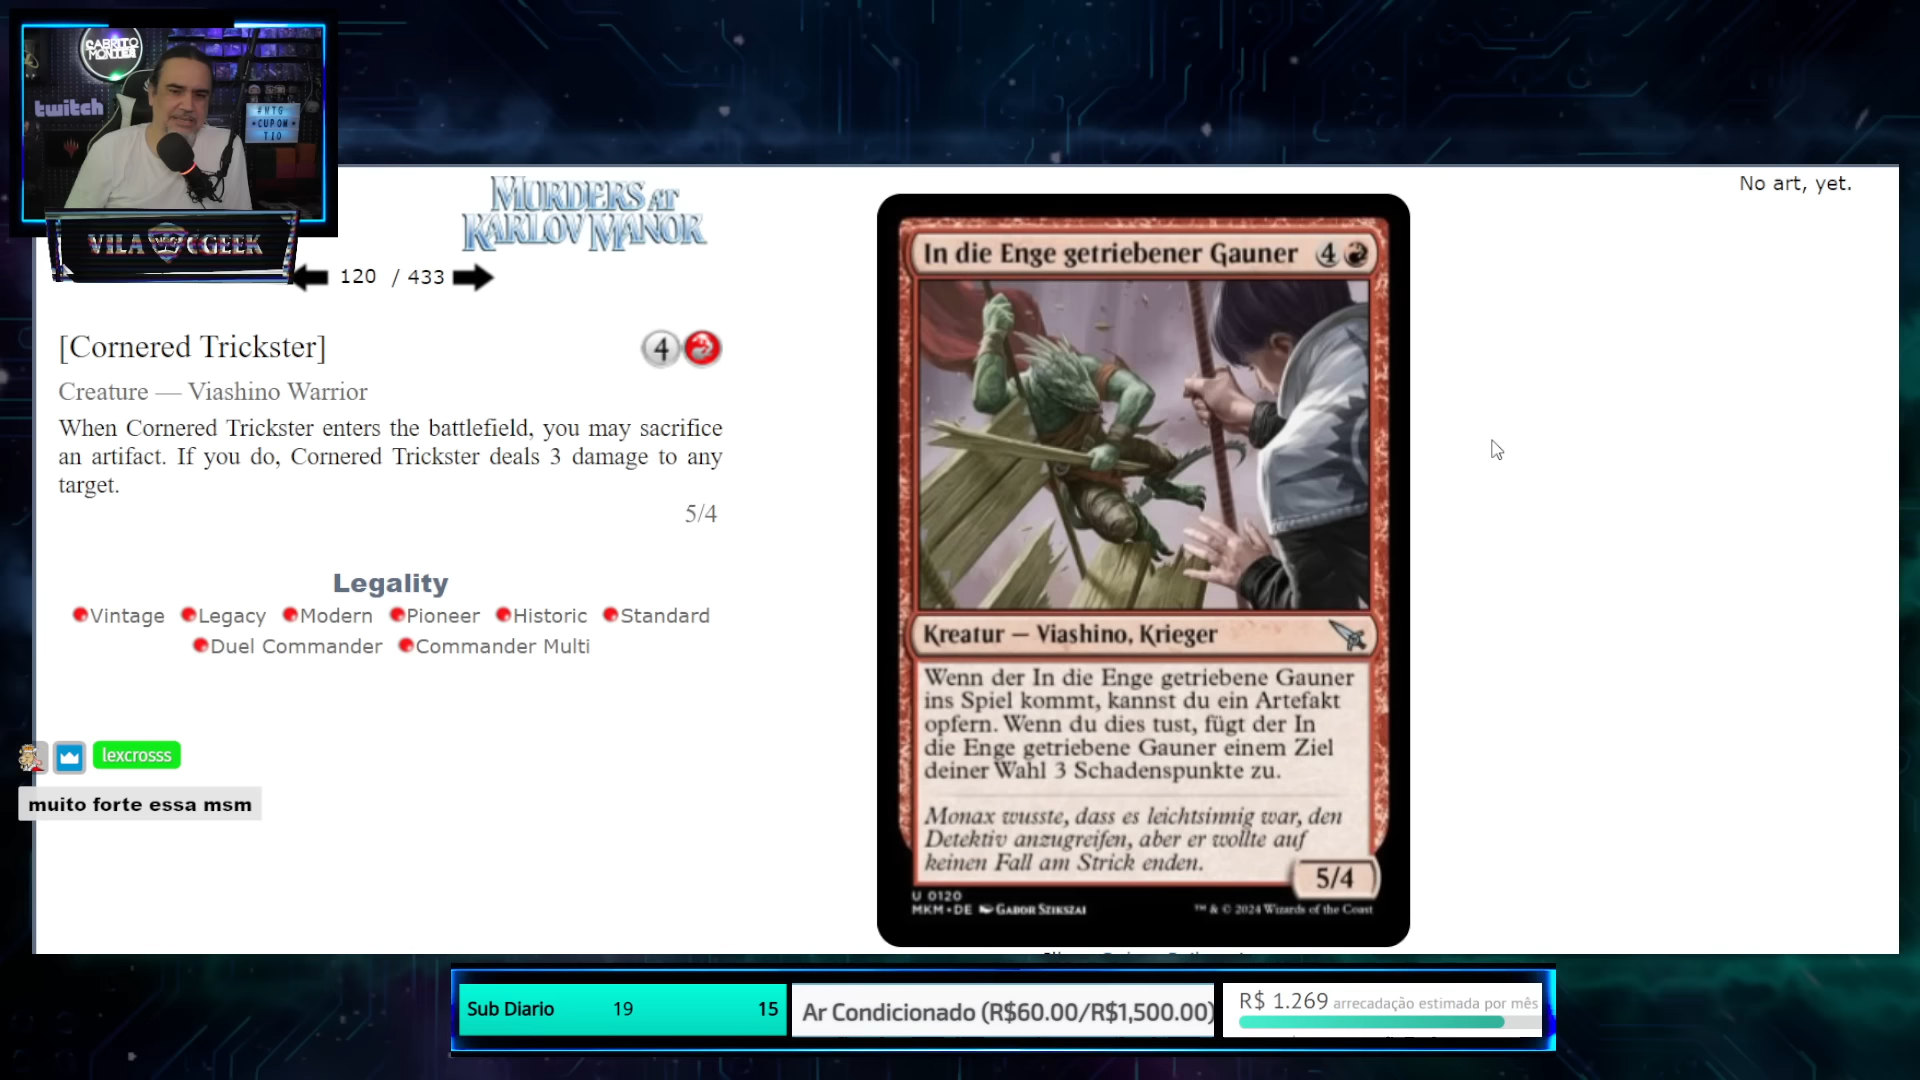 CABRITO
MONTES
twitch
#MTG
•CUPOM•
TIO
VILA GEEK
MURDERS AT
KARLOV MANOR
No art, yet.
120 / 433
[Cornered Trickster] 4
Creature — Viashino Warrior
When Cornered Trickster enters the battlefield, you may sacrifice
an artifact. If you do, Cornered Trickster deals 3 damage to any
target.
5/4
Legality
Vintage Legacy Modern Pioneer Historic Standard
Duel Commander Commander Multi
lexcrosss
muito forte essa msm
In die Enge getriebener Gauner 4
Kreatur — Viashino, Krieger
Wenn der In die Enge getriebene Gauner
ins Spiel kommt, kannst du ein Artefakt
opfern. Wenn du dies tust, fügt der In
die Enge getriebene Gauner einem Ziel
deiner Wahl 3 Schadenspunkte zu.
Monax wusste, dass es leichtsinnig war, den
Detektiv anzugreifen, aber er wollte auf
keinen Fall am Strick enden.
5/4
U 0120
MKM • DE GABOR SZIKSZAI
™ & © 2024 Wizards of the Coast
Sub Diario 19 15
Ar Condicionado (R$60.00/R$1,500.00)
R$ 1.269 arrecadação estimada por mês